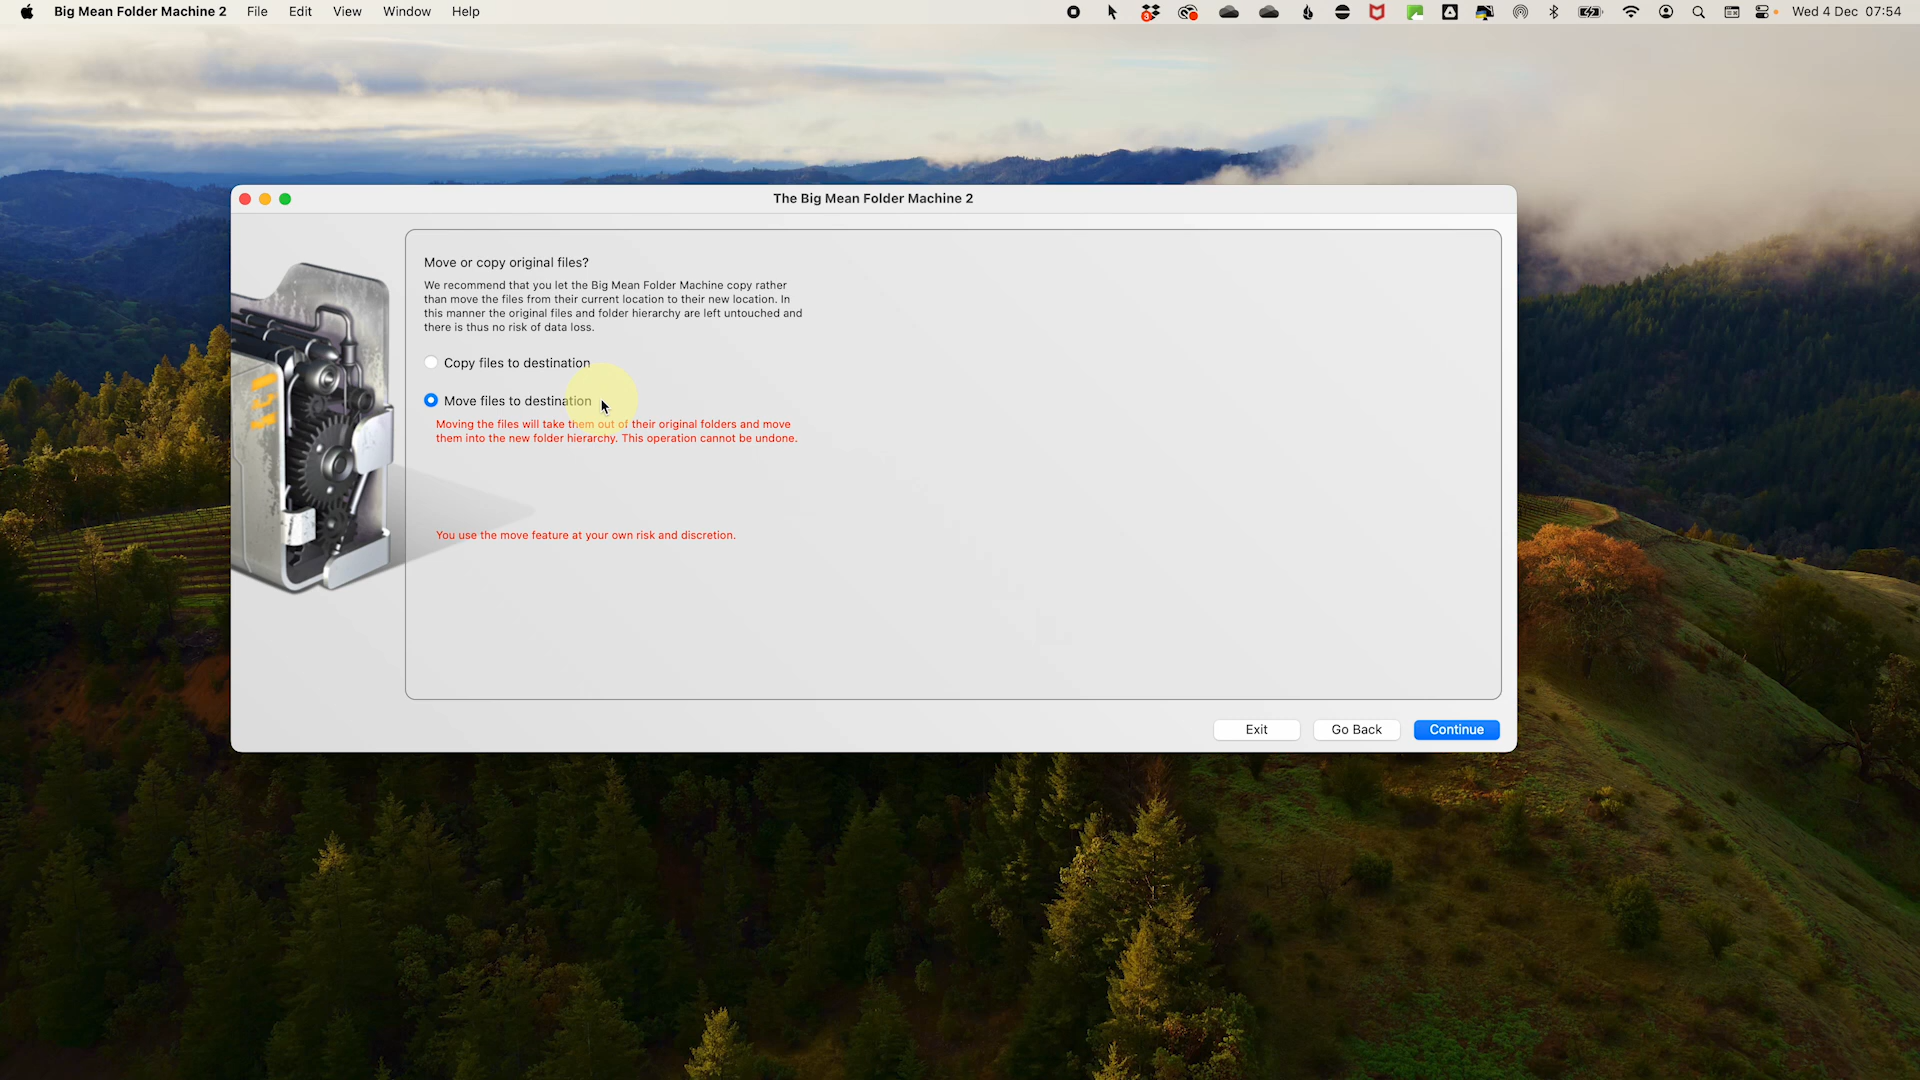 Big Mean Folder Machine 2 File Edit View Window Help
3
Wed 4 Dec 07:54
The Big Mean Folder Machine 2
Move or copy original files?
We recommend that you let the Big Mean Folder Machine copy rather
than move the files from their current location to their new location. In
this manner the original files and folder hierarchy are left untouched and
there is thus no risk of data loss.
Copy files to destination
Move files to destination
Moving the files will take them out of their original folders and move
them into the new folder hierarchy. This operation cannot be undone.
You use the move feature at your own risk and discretion.
Exit Go Back Continue